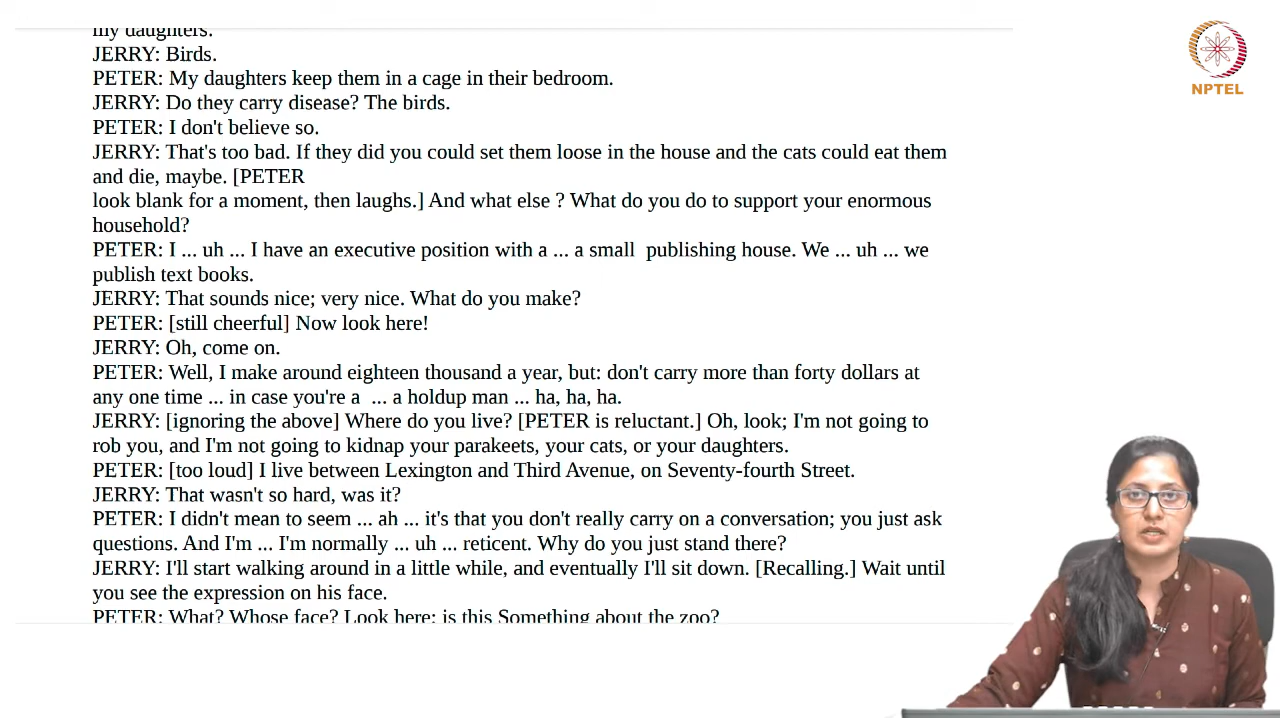 my daughters.
JERRY: Birds.
PETER: My daughters keep them in a cage in their bedroom.
JERRY: Do they carry disease? The birds.
PETER: I don't believe so.
JERRY: That's too bad. If they did you could set them loose in the house and the cats could eat them
and die, maybe. [PETER
look blank for a moment, then laughs.] And what else ? What do you do to support your enormous
household?
PETER: I ... uh ... I have an executive position with a ... a small  publishing house. We ... uh ... we
publish text books.
JERRY: That sounds nice; very nice. What do you make?
PETER: [still cheerful] Now look here!
JERRY: Oh, come on.
PETER: Well, I make around eighteen thousand a year, but: don't carry more than forty dollars at
any one time ... in case you're a  ... a holdup man ... ha, ha, ha.
JERRY: [ignoring the above] Where do you live? [PETER is reluctant.] Oh, look; I'm not going to
rob you, and I'm not going to kidnap your parakeets, your cats, or your daughters.
PETER: [too loud] I live between Lexington and Third Avenue, on Seventy-fourth Street.
JERRY: That wasn't so hard, was it?
PETER: I didn't mean to seem ... ah ... it's that you don't really carry on a conversation; you just ask
questions. And I'm ... I'm normally ... uh ... reticent. Why do you just stand there?
JERRY: I'll start walking around in a little while, and eventually I'll sit down. [Recalling.] Wait until
you see the expression on his face.
PETER: What? Whose face? Look here; is this Something about the zoo?
NPTEL